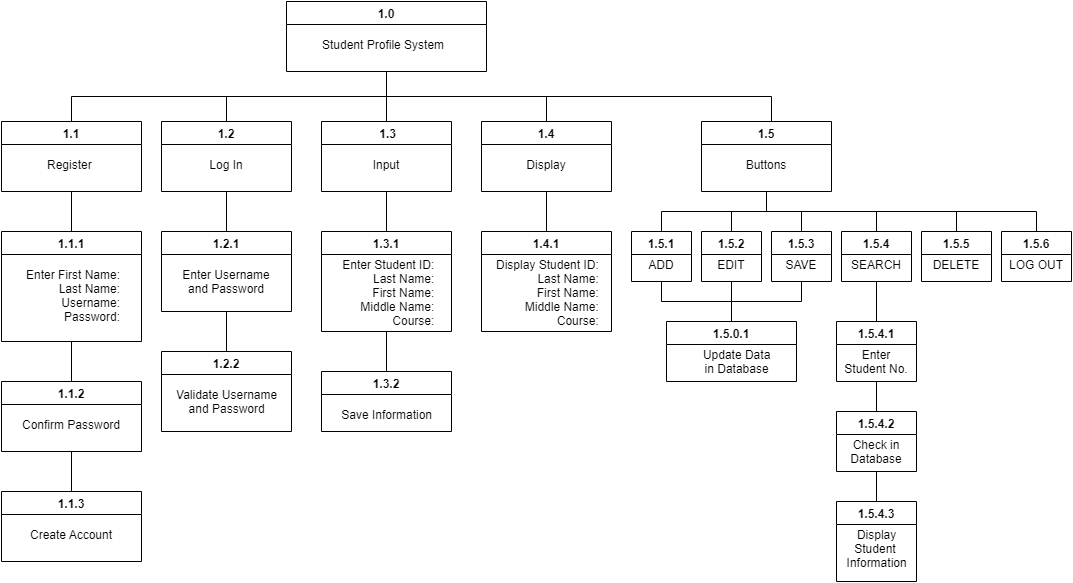 1.0
Student Profile System
1.1
Register
1.2
Log In
1.3
Input
1.4
Display
1.5
Buttons
1.1.1
Enter First Name:
Last Name:
Username:
Password:
1.2.1
Enter Username
and Password
1.3.1
Enter Student ID:
Last Name:
First Name:
Middle Name:
Course:
1.4.1
Display Student ID:
Last Name:
First Name:
Middle Name:
Course:
1.5.1
ADD
1.5.2
EDIT
1.5.3
SAVE
1.5.4
SEARCH
1.5.5
DELETE
1.5.6
LOG OUT
1.5.0.1
Update Data
in Database
1.5.4.1
Enter
Student No.
1.1.2
Confirm Password
1.2.2
Validate Username
and Password
1.3.2
Save Information
1.5.4.2
Check in
Database
1.1.3
Create Account
1.5.4.3
Display
Student
Information